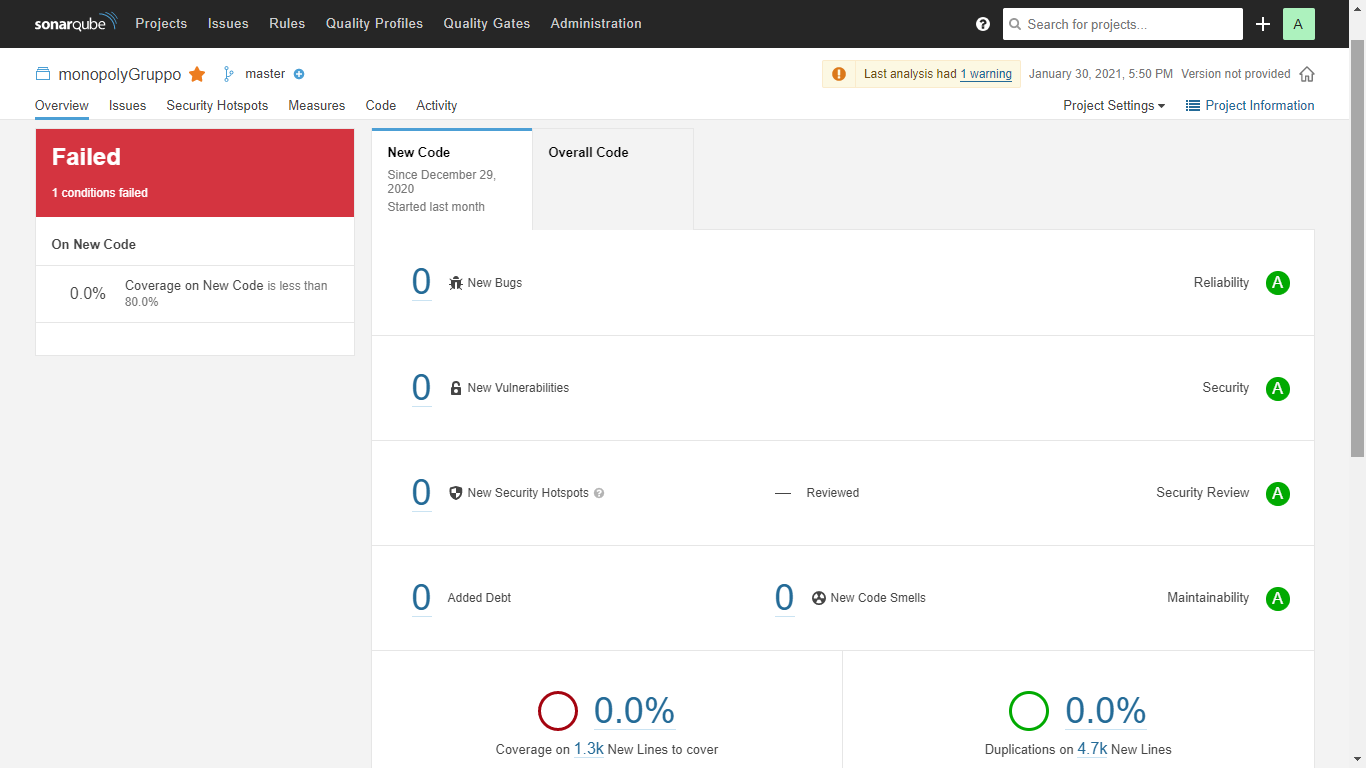 sonarqube Projects Issues Rules Quality Profiles Quality Gates Administration ? Search for projects... A
monopolyGruppo master Last analysis had 1 warning January 30, 2021, 5:50 PM Version not provided
Overview Issues Security Hotspots Measures Code Activity Project Settings Project Information
Failed
1 conditions failed
On New Code
0.0% Coverage on New Code is less than
80.0%
New Code
Since December 29,
2020
Started last month
Overall Code
0 New Bugs Reliability A
0 New Vulnerabilities Security A
0 New Security Hotspots ? — Reviewed Security Review A
0 Added Debt 0 New Code Smells Maintainability A
0.0%
Coverage on 1.3k New Lines to cover
0.0%
Duplications on 4.7k New Lines